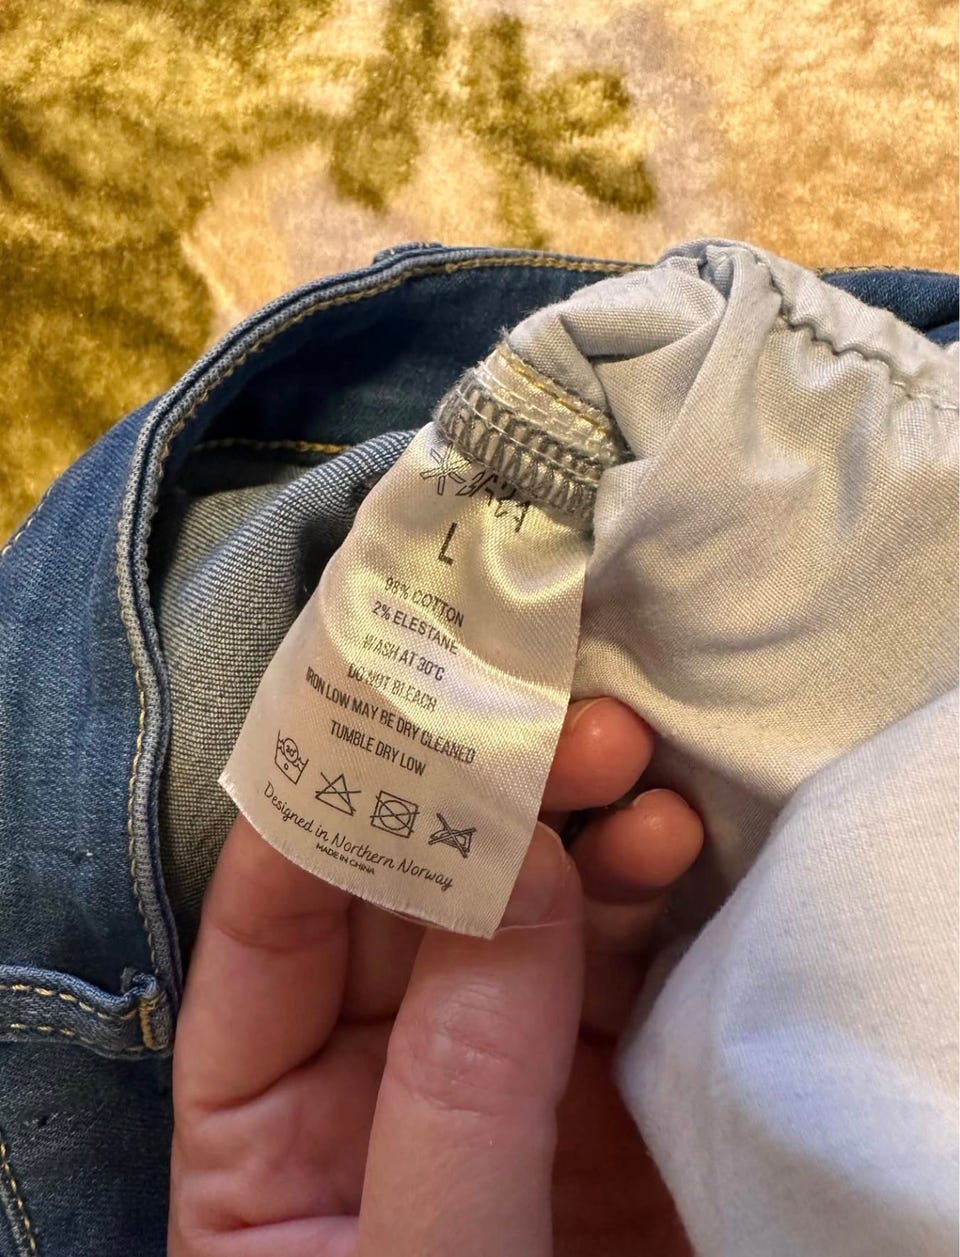 L
98% COTTON
2% ELESTANE
WASH AT 30°C
DO NOT BLEACH
IRON LOW MAY BE DRY CLEANED
TUMBLE DRY LOW
30
Designed in Northern Norway
MADE IN CHINA